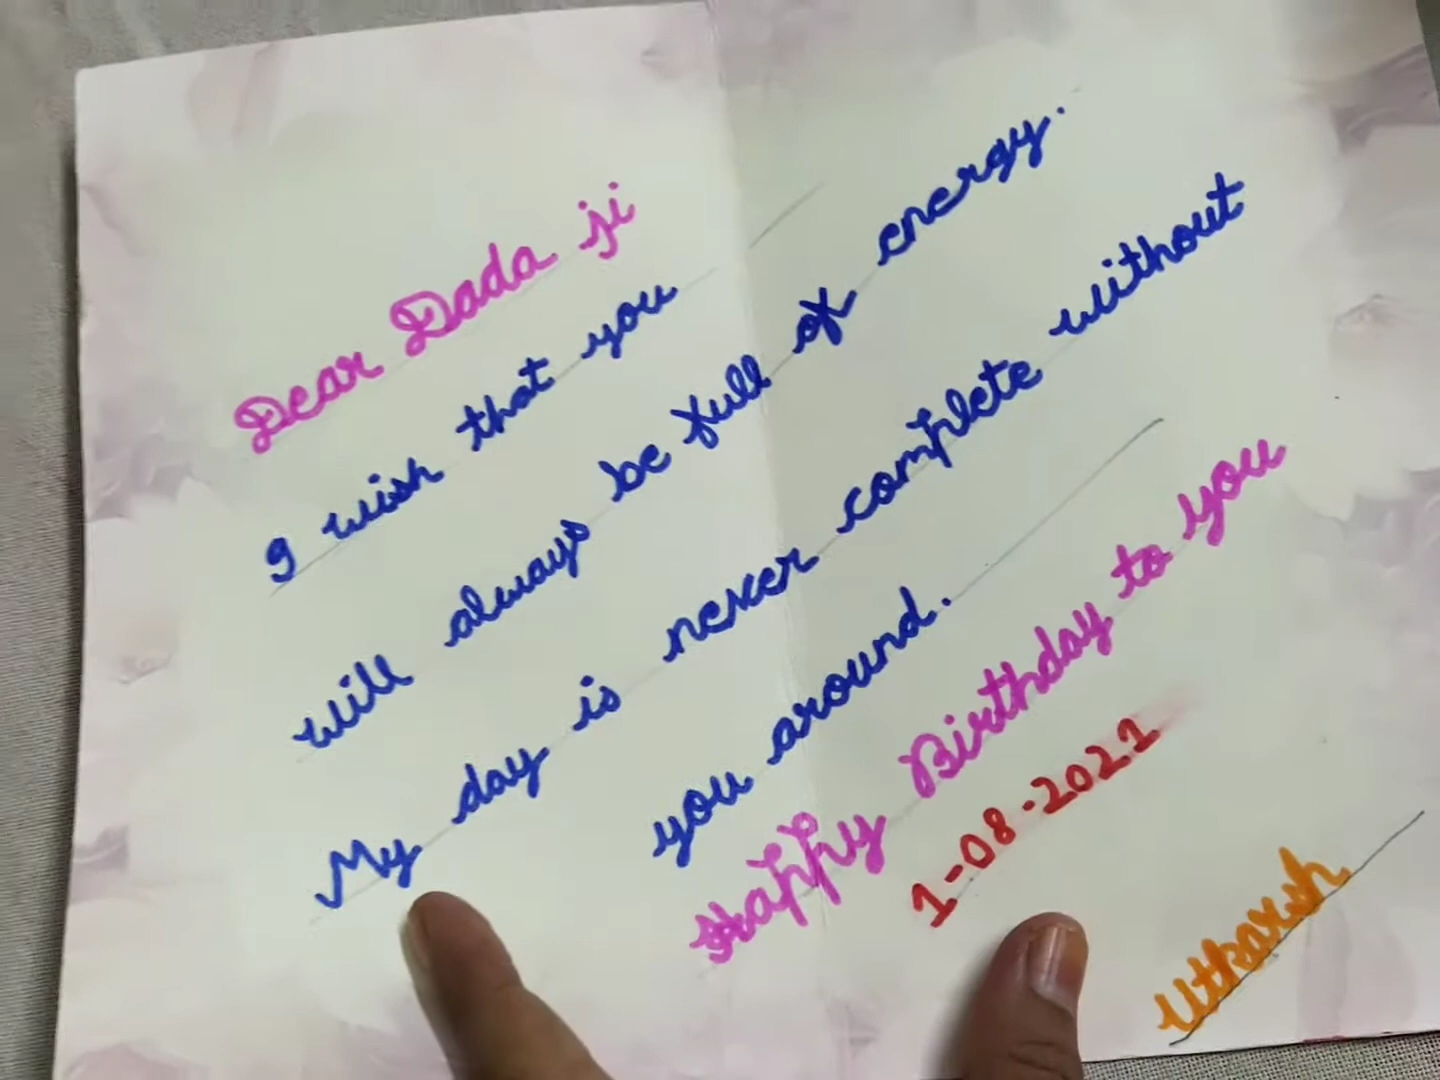 Dear Dada ji
I wish that you
will always be full of energy.
My day is never complete without
you around.
Happy Birthday to you
1-08-2021
Utkarsh